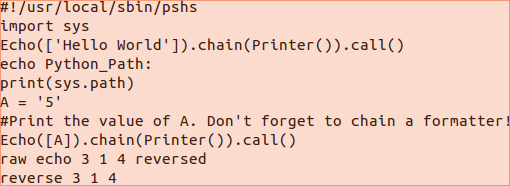 #!/usr/local/sbin/pshs
import sys
Echo(['Hello World']).chain(Printer()).call()
echo Python_Path:
print(sys.path)
A = '5'
#Print the value of A. Don't forget to chain a formatter!
Echo([A]).chain(Printer()).call()
raw echo 3 1 4 reversed
reverse 3 1 4